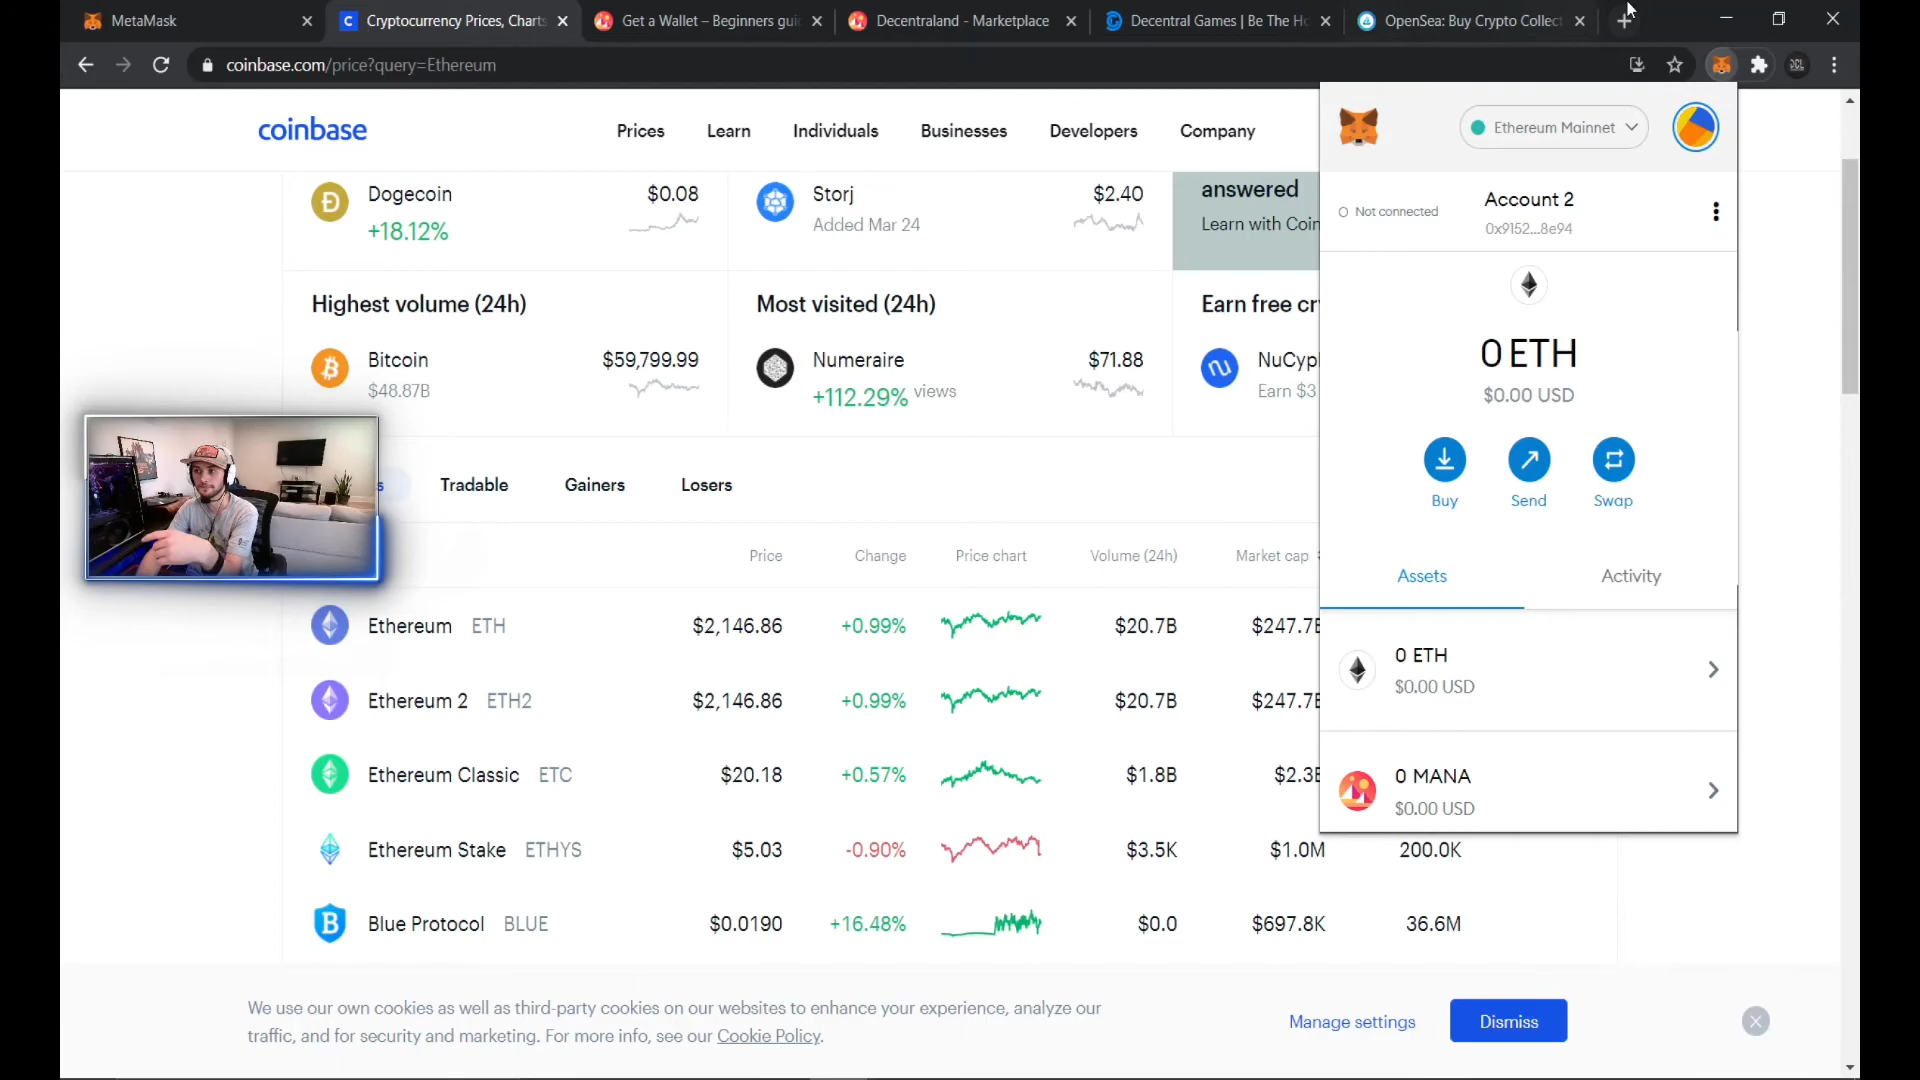 MetaMask
Cryptocurrency Prices, Charts
Get a Wallet – Beginners gui
Decentraland - Marketplace
Decentral Games | Be The Ho
OpenSea: Buy Crypto Collect
coinbase.com/price?query=Ethereum
coinbase
Prices
Learn
Individuals
Businesses
Developers
Company
Dogecoin
$0.08
+18.12%
Storj
$2.40
Added Mar 24
answered
Learn with Coin
Highest volume (24h)
Bitcoin
$59,799.99
$48.87B
Most visited (24h)
Numeraire
$71.88
+112.29% views
Earn free cr
NuCyp
Earn $3
s
Tradable
Gainers
Losers
Price
Change
Price chart
Volume (24h)
Market cap
Ethereum ETH $2,146.86 +0.99% $20.7B $247.7B
Ethereum 2 ETH2 $2,146.86 +0.99% $20.7B $247.7B
Ethereum Classic ETC $20.18 +0.57% $1.8B $2.3B
Ethereum Stake ETHYS $5.03 -0.90% $3.5K $1.0M 200.0K
Blue Protocol BLUE $0.0190 +16.48% $0.0 $697.8K 36.6M
Ethereum Mainnet
Not connected
Account 2
0x9152...8e94
0 ETH
$0.00 USD
Buy
Send
Swap
Assets
Activity
0 ETH
$0.00 USD
0 MANA
$0.00 USD
We use our own cookies as well as third-party cookies on our websites to enhance your experience, analyze our
traffic, and for security and marketing. For more info, see our Cookie Policy.
Manage settings
Dismiss